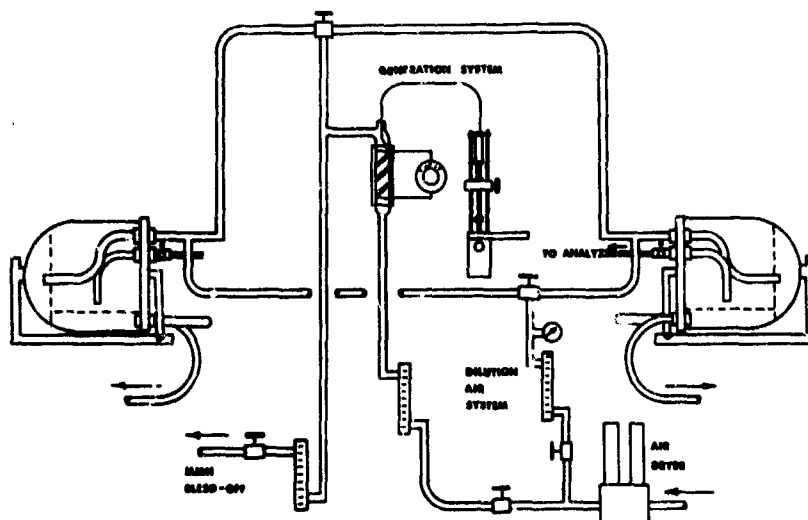 GENERATION SYSTEM
TO ANALYZER
DILUTION
AIR
SYSTEM
MAIN
BLEED-OFF
AIR
DRYER